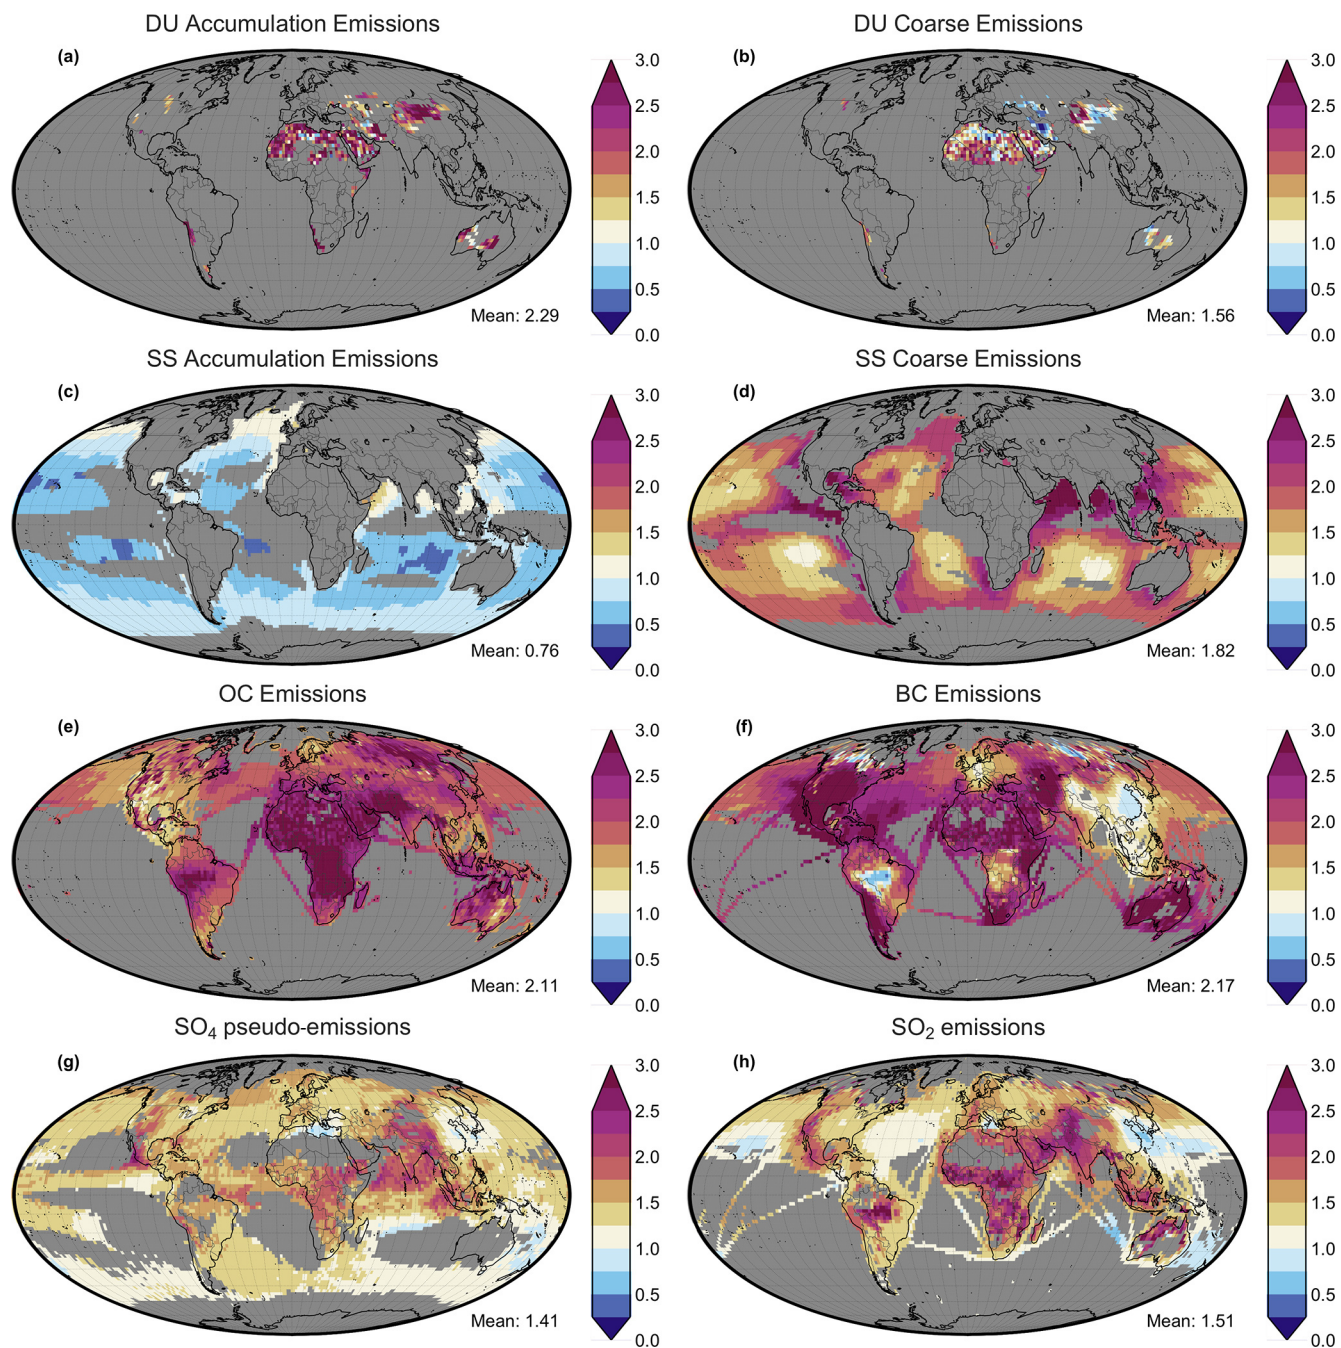 DU Accumulation Emissions
DU Coarse Emissions
(a)
3.0
2.5
2.0
1.5
1.0
0.5
0.0
Mean: 2.29
(b)
3.0
2.5
2.0
1.5
1.0
0.5
0.0
Mean: 1.56
SS Accumulation Emissions
SS Coarse Emissions
(c)
3.0
2.5
2.0
1.5
1.0
0.5
0.0
Mean: 0.76
(d)
3.0
2.5
2.0
1.5
1.0
0.5
0.0
Mean: 1.82
OC Emissions
BC Emissions
(e)
3.0
2.5
2.0
1.5
1.0
0.5
0.0
Mean: 2.11
(f)
3.0
2.5
2.0
1.5
1.0
0.5
0.0
Mean: 2.17
SO₄ pseudo-emissions
SO₂ emissions
(g)
3.0
2.5
2.0
1.5
1.0
0.5
0.0
Mean: 1.41
(h)
3.0
2.5
2.0
1.5
1.0
0.5
0.0
Mean: 1.51